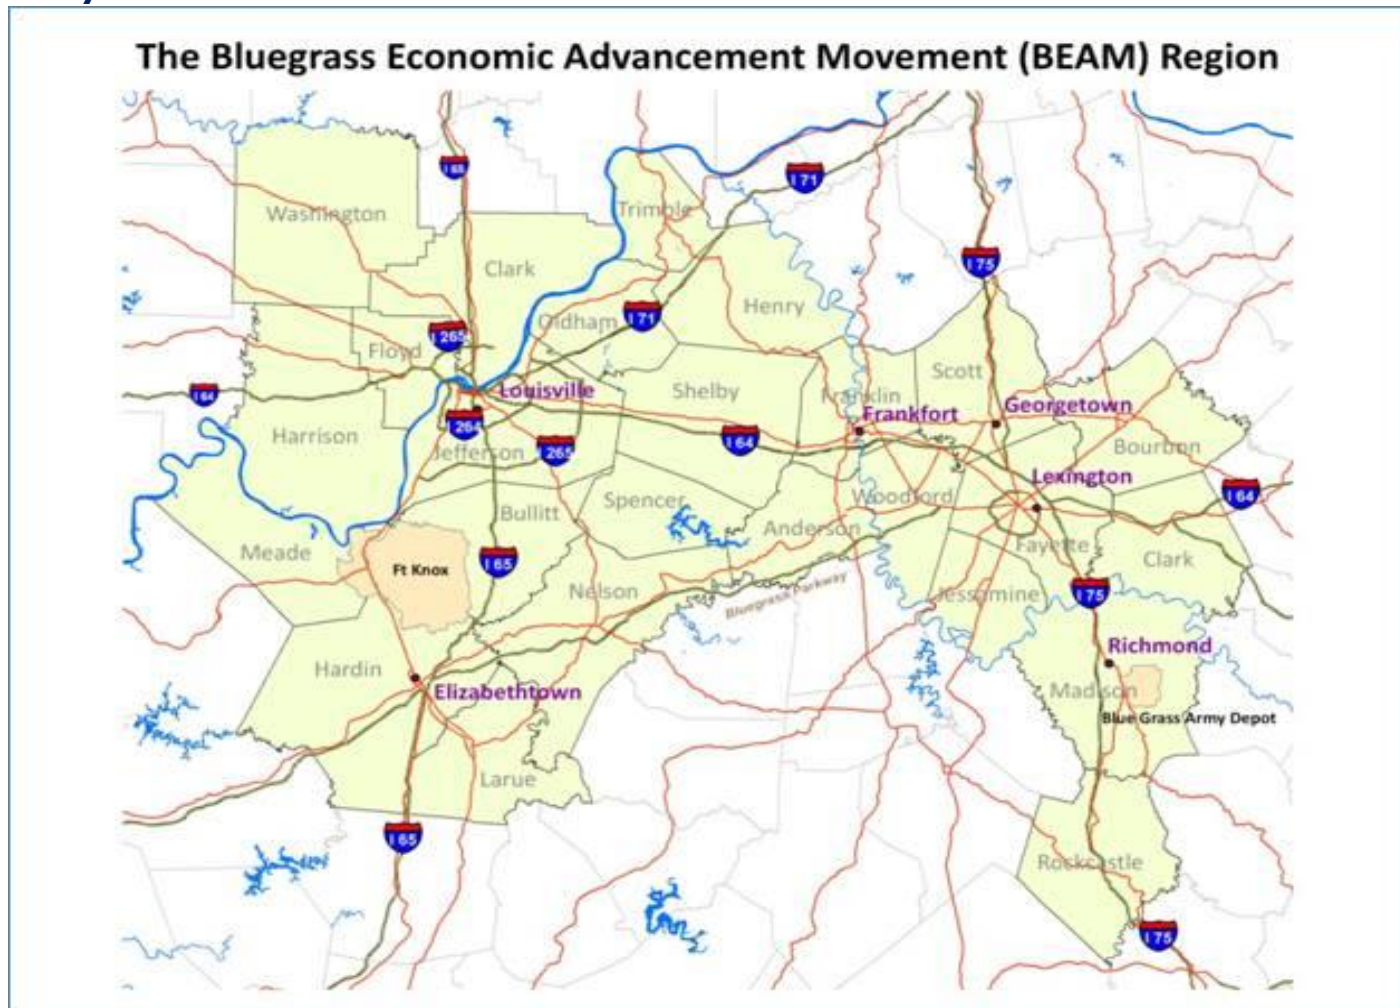 The Bluegrass Economic Advancement Movement (BEAM) Region
I 65
I 71
Washington
Trimble
Clark
I 75
Henry
I 71
Oldham
I 265
Floyd
Scott
I 64
Louisville
Shelby
Franklin
Frankfort
Georgetown
I 264
Harrison
I 64
Jefferson
I 265
Bourbon
Lexington
I 64
Spencer
Woodford
Bullitt
Anderson
Meade
Fayette
Clark
Ft Knox
I 65
Nelson
Bluegrass Parkway
Jessamine
I 75
Richmond
Hardin
Elizabethtown
Madison
Blue Grass Army Depot
Larue
I 65
Rockcastle
I 75